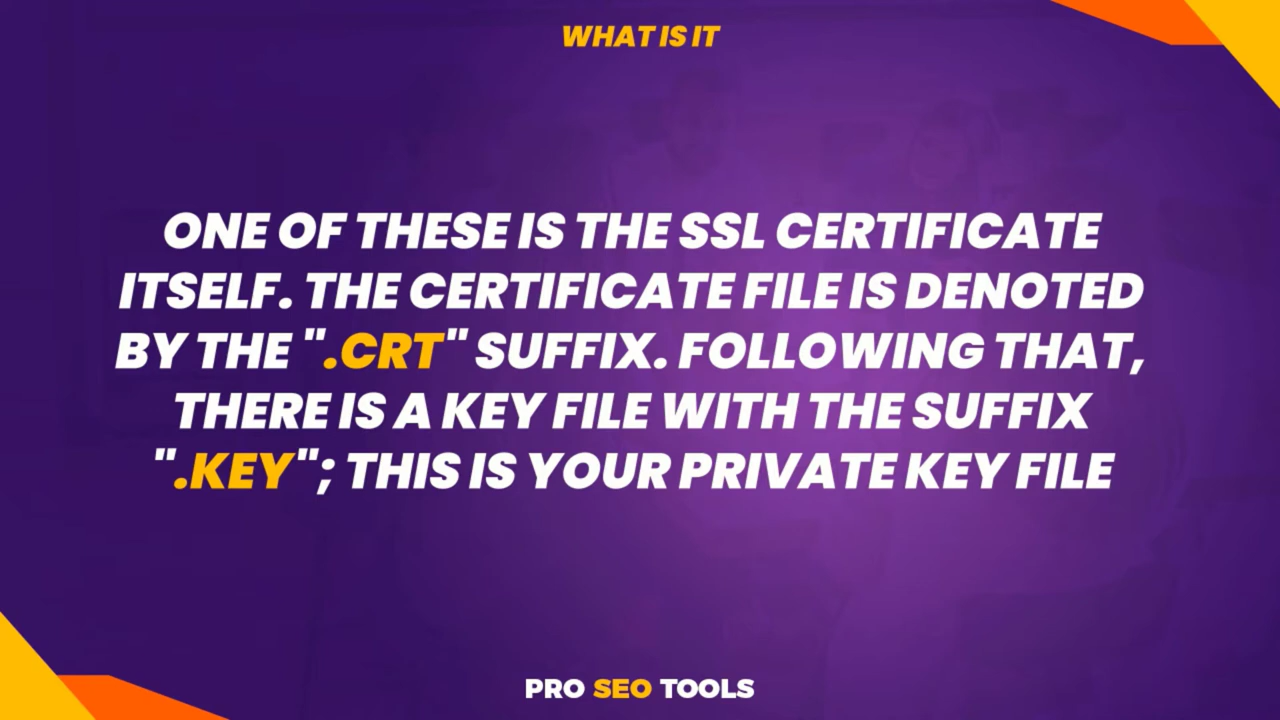 WHAT IS IT
ONE OF THESE IS THE SSL CERTIFICATE
ITSELF. THE CERTIFICATE FILE IS DENOTED
BY THE ".CRT" SUFFIX. FOLLOWING THAT,
THERE IS A KEY FILE WITH THE SUFFIX
".KEY"; THIS IS YOUR PRIVATE KEY FILE
PRO SEO TOOLS